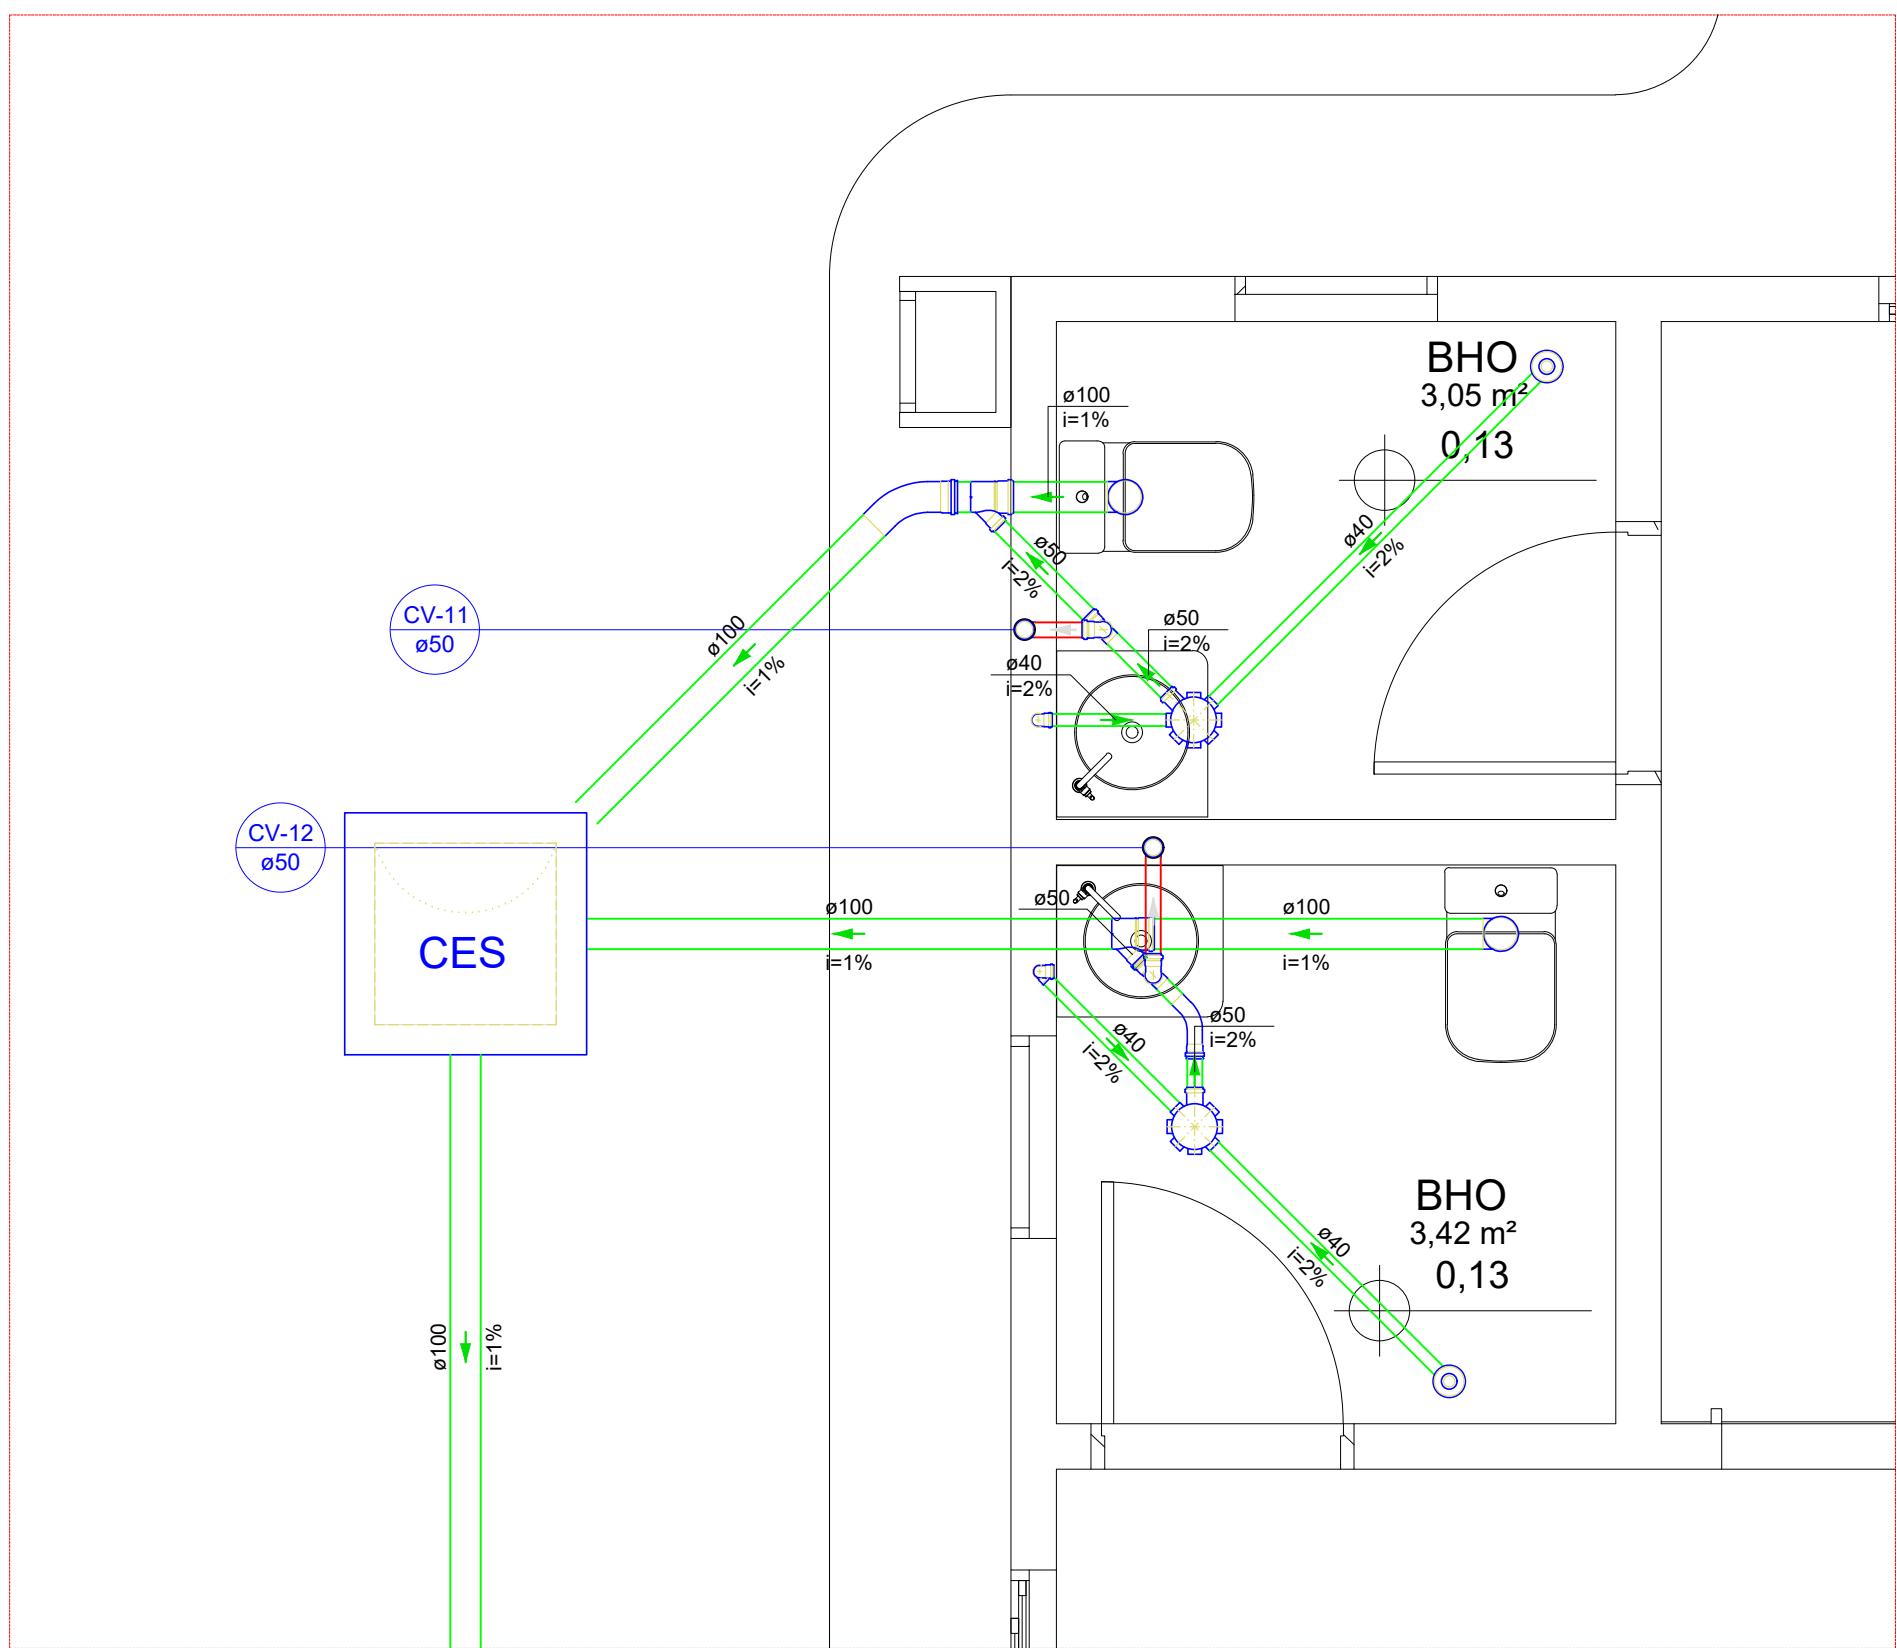 BHO
3,05 m²
0,13
ø100
i=1%
ø40
i=2%
ø50
i=2%
CV-11
ø50
ø50
i=2%
ø100
i=1%
ø40
i=2%
CV-12
ø50
CES
ø50
ø100
i=1%
ø100
i=1%
ø50
i=2%
ø40
i=2%
BHO
3,42 m²
0,13
ø40
i=2%
ø100
i=1%